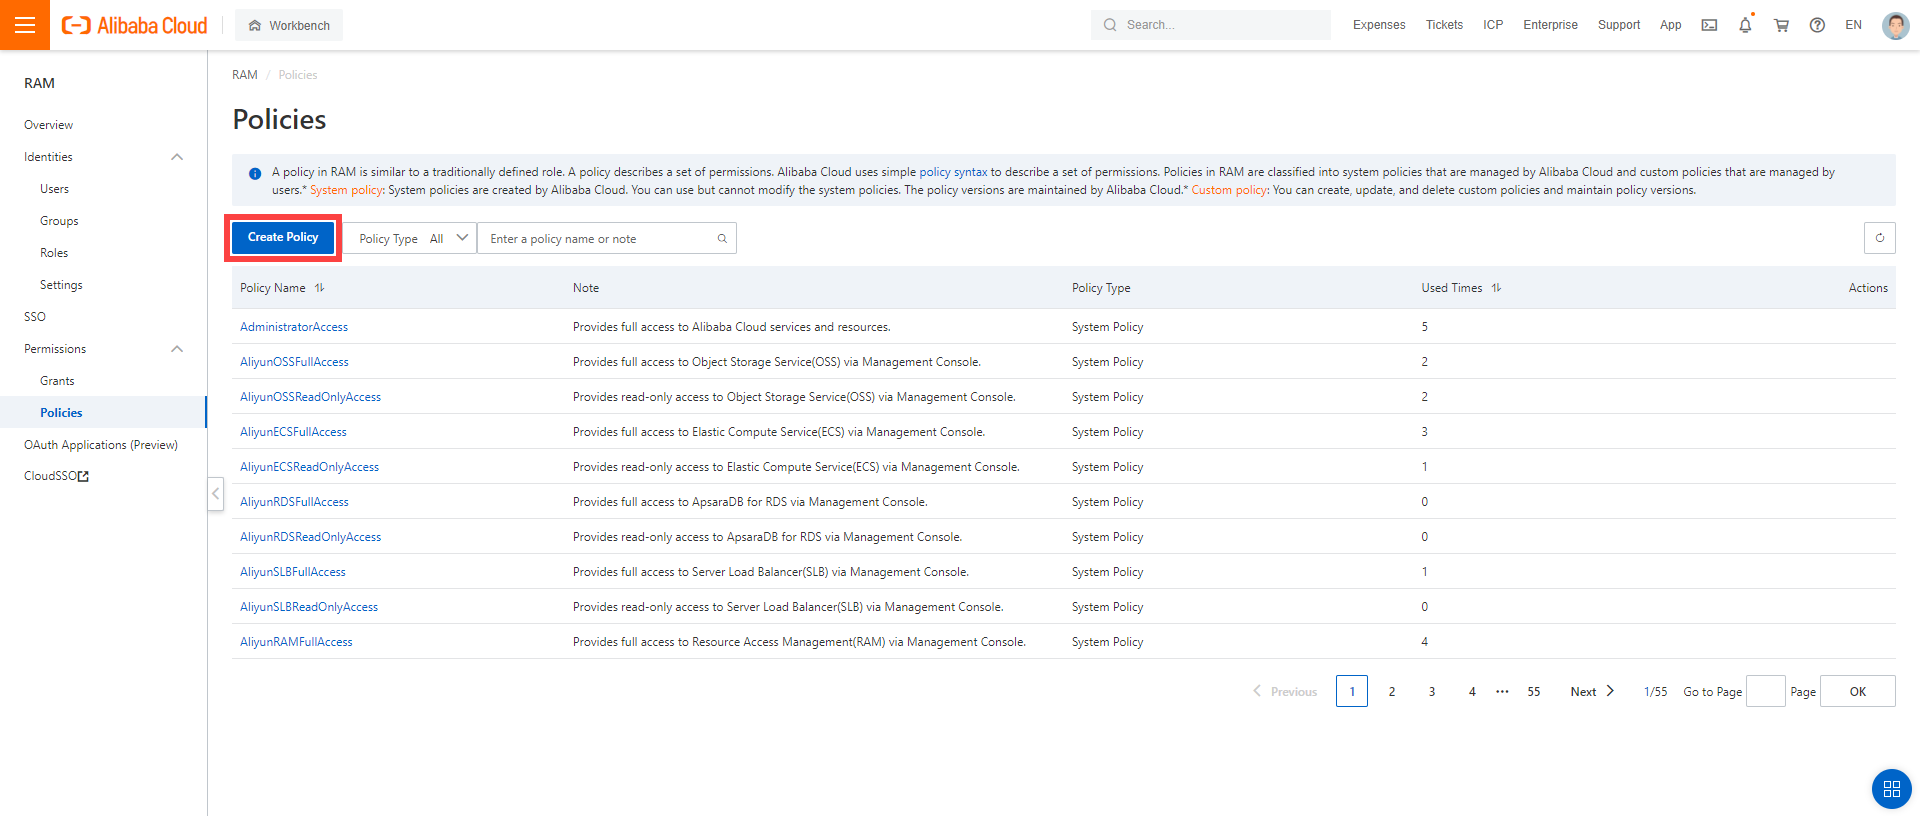 Alibaba Cloud
Workbench
Search...
Expenses
Tickets
ICP
Enterprise
Support
App
EN
RAM
Overview
Identities
Users
Groups
Roles
Settings
SSO
Permissions
Grants
Policies
OAuth Applications (Preview)
CloudSSO
RAM / Policies
Policies
A policy in RAM is similar to a traditionally defined role. A policy describes a set of permissions. Alibaba Cloud uses simple policy syntax to describe a set of permissions. Policies in RAM are classified into system policies that are managed by Alibaba Cloud and custom policies that are managed by
users.* System policy: System policies are created by Alibaba Cloud. You can use but cannot modify the system policies. The policy versions are maintained by Alibaba Cloud.* Custom policy: You can create, update, and delete custom policies and maintain policy versions.
Create Policy
Policy Type All
Enter a policy name or note
Policy Name Note Policy Type Used Times Actions
AdministratorAccess Provides full access to Alibaba Cloud services and resources. System Policy 5
AliyunOSSFullAccess Provides full access to Object Storage Service(OSS) via Management Console. System Policy 2
AliyunOSSReadOnlyAccess Provides read-only access to Object Storage Service(OSS) via Management Console. System Policy 2
AliyunECSFullAccess Provides full access to Elastic Compute Service(ECS) via Management Console. System Policy 3
AliyunECSReadOnlyAccess Provides read-only access to Elastic Compute Service(ECS) via Management Console. System Policy 1
AliyunRDSFullAccess Provides full access to ApsaraDB for RDS via Management Console. System Policy 0
AliyunRDSReadOnlyAccess Provides read-only access to ApsaraDB for RDS via Management Console. System Policy 0
AliyunSLBFullAccess Provides full access to Server Load Balancer(SLB) via Management Console. System Policy 1
AliyunSLBReadOnlyAccess Provides read-only access to Server Load Balancer(SLB) via Management Console. System Policy 0
AliyunRAMFullAccess Provides full access to Resource Access Management(RAM) via Management Console. System Policy 4
Previous 1 2 3 4 ••• 55 Next 1/55 Go to Page Page OK